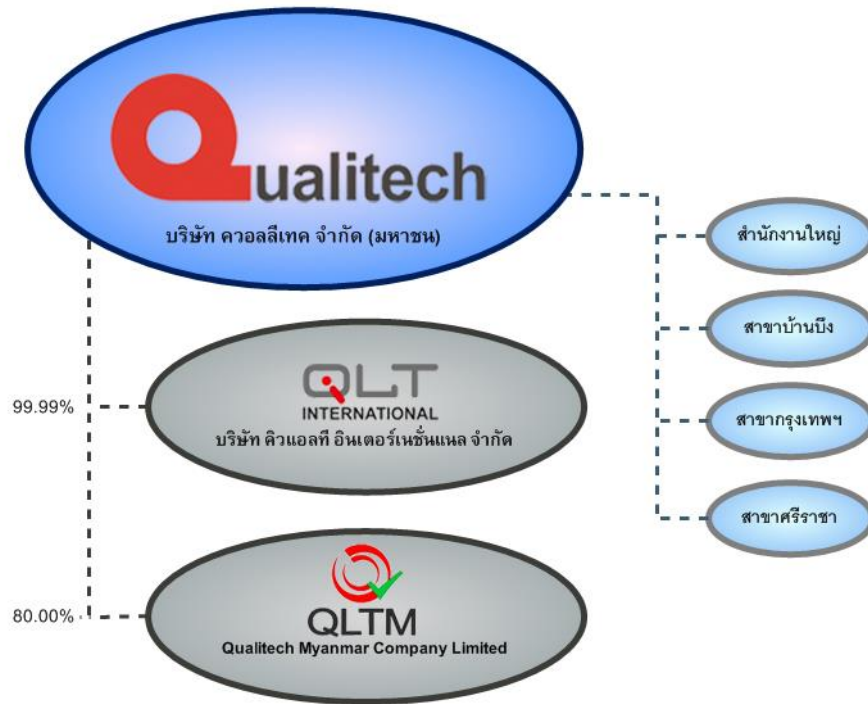 Qualitech
บริษัท ควอลลีเทค จำกัด (มหาชน)
สำนักงานใหญ่
สาขาบ้านบึง
สาขากรุงเทพฯ
สาขาศรีราชา
99.99%
QLT
INTERNATIONAL
บริษัท คิวแอลที อินเตอร์เนชั่นแนล จำกัด
80.00%
QLTM
Qualitech Myanmar Company Limited